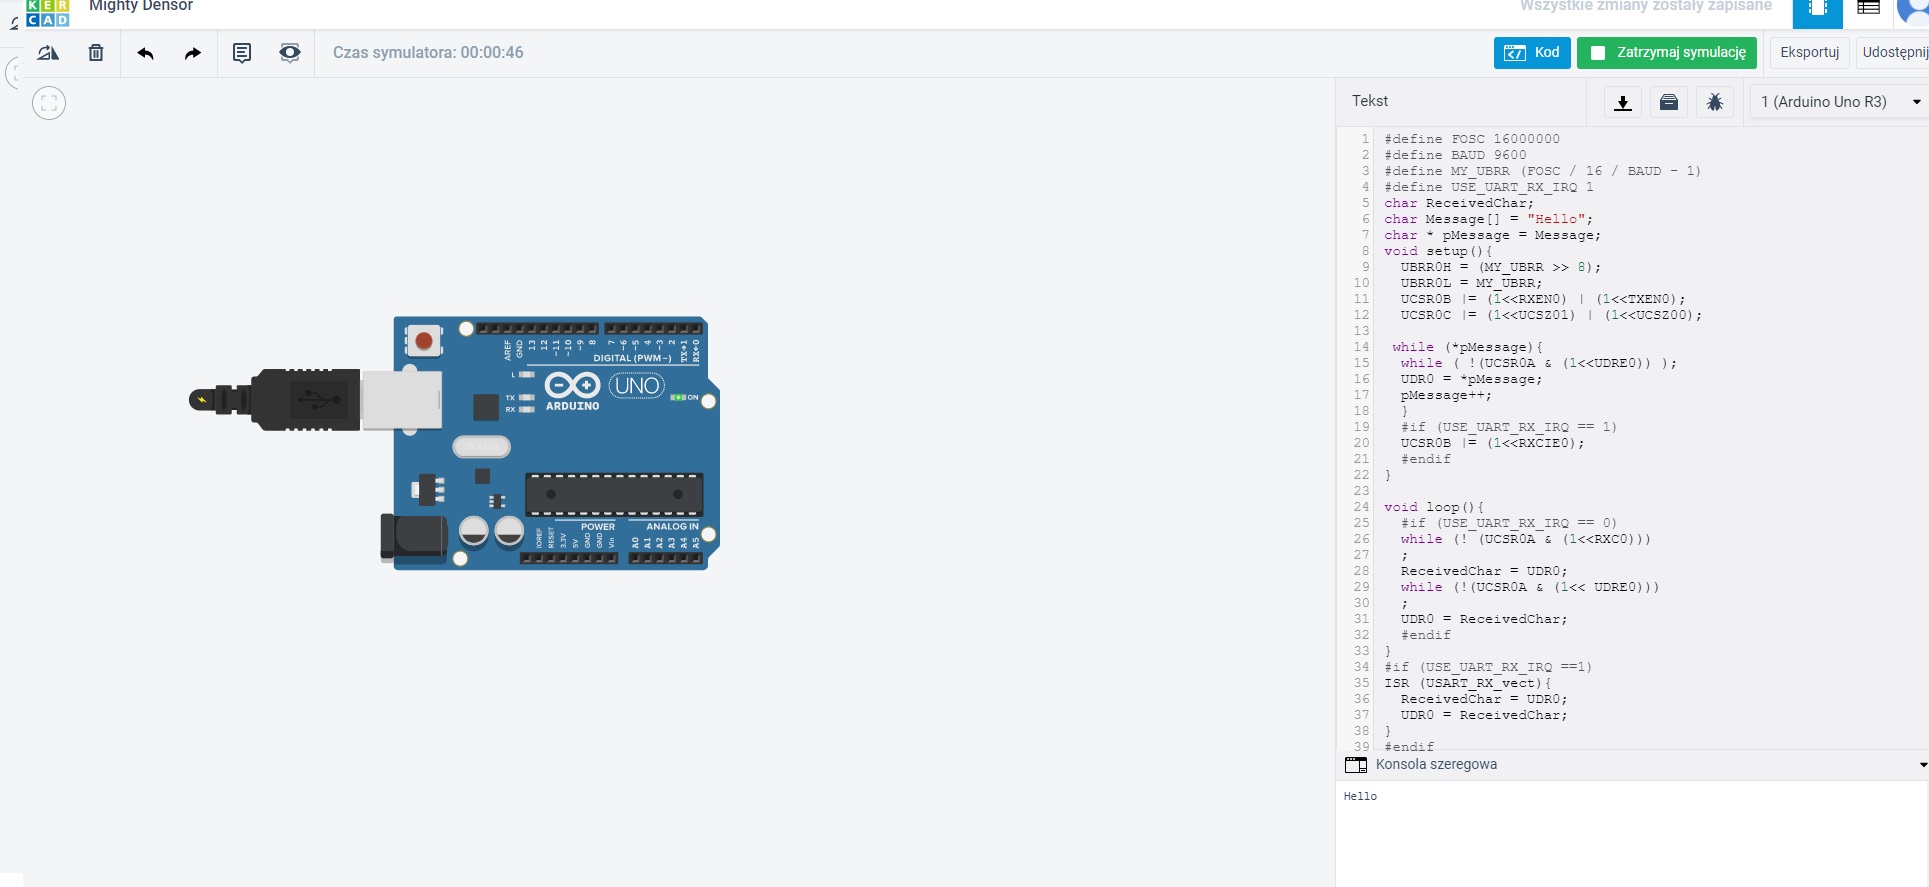 KER
CAD
Mighty Densor
Wszystkie zmiany zostały zapisane
Czas symulatora: 00:00:46
Kod
Zatrzymaj symulację
Eksportuj
Udostępnij
Tekst
1 (Arduino Uno R3)
1 #define FOSC 16000000
2 #define BAUD 9600
3 #define MY_UBRR (FOSC / 16 / BAUD - 1)
4 #define USE_UART_RX_IRQ 1
5 char ReceivedChar;
6 char Message[] = "Hello";
7 char * pMessage = Message;
8 void setup(){
9 UBRR0H = (MY_UBRR >> 8);
10 UBRR0L = MY_UBRR;
11 UCSR0B |= (1<<RXEN0) | (1<<TXEN0);
12 UCSR0C |= (1<<UCSZ01) | (1<<UCSZ00);
13
14 while (*pMessage){
15 while ( !(UCSR0A & (1<<UDRE0)) );
16 UDR0 = *pMessage;
17 pMessage++;
18 }
19 #if (USE_UART_RX_IRQ == 1)
20 UCSR0B |= (1<<RXCIE0);
21 #endif
22 }
23
24 void loop(){
25 #if (USE_UART_RX_IRQ == 0)
26 while (! (UCSR0A & (1<<RXC0)))
27 ;
28 ReceivedChar = UDR0;
29 while (!(UCSR0A & (1<< UDRE0)))
30 ;
31 UDR0 = ReceivedChar;
32 #endif
33 }
34 #if (USE_UART_RX_IRQ ==1)
35 ISR (USART_RX_vect){
36 ReceivedChar = UDR0;
37 UDR0 = ReceivedChar;
38 }
39 #endif
Konsola szeregowa
Hello
AREF
GND
13
12
~11
~10
~9
8
7
~6
~5
4
~3
2
TX→1
RX←0
DIGITAL (PWM~)
L
TX
RX
UNO
ARDUINO
ON
POWER
ANALOG IN
IOREF
RESET
3.3V
5V
GND
GND
Vin
A0
A1
A2
A3
A4
A5